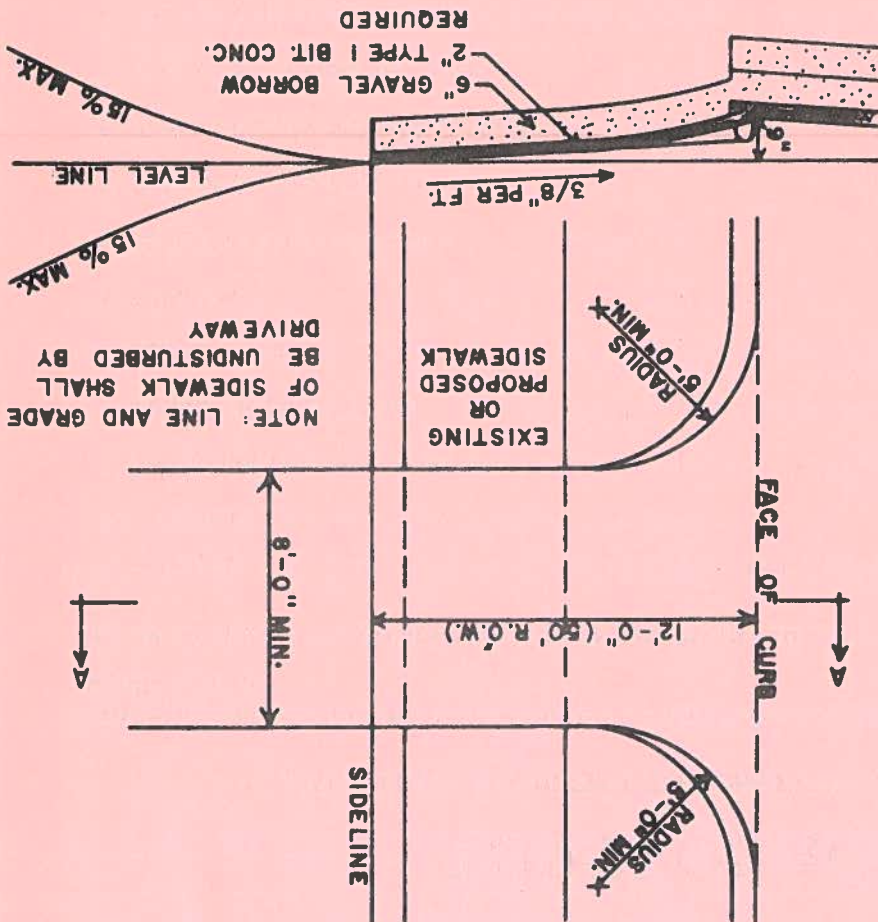 RADIUS
5'-0" MIN.
SIDELINE
A
A
FACE OF CURB
12'-0" (50' R.O.W.)
8'-0" MIN.
EXISTING
OR
PROPOSED
SIDEWALK
RADIUS
5'-0" MIN.
NOTE: LINE AND GRADE
OF SIDEWALK SHALL
BE UNDISTURBED BY
DRIVEWAY
15% MAX.
3/8" PER FT.
LEVEL LINE
6"
15% MAX.
6" GRAVEL BORROW
2" TYPE I BIT. CONC.
REQUIRED